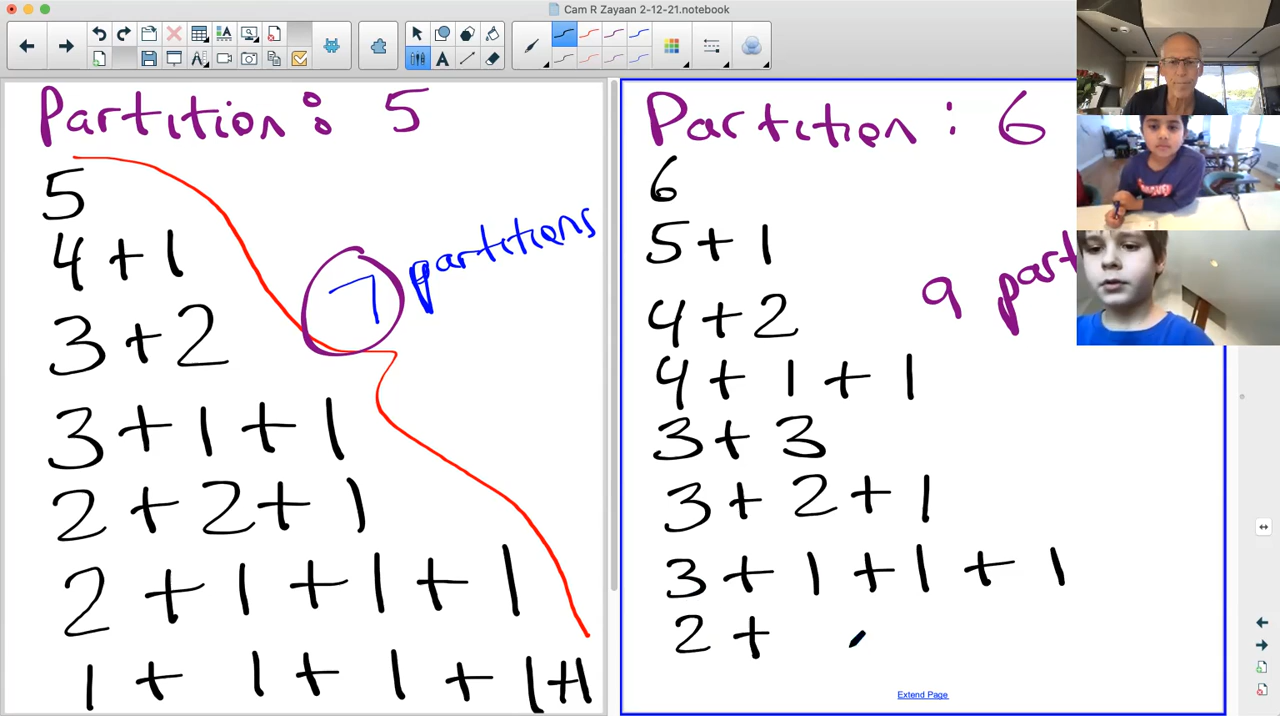 Cam R Zayaan 2-12-21.notebook
Partition: 5
5
4 + 1
3 + 2
3 + 1 + 1
2 + 2 + 1
2 + 1 + 1 + 1
1 + 1 + 1 + 1 + 1
7 partitions
Partition: 6
6
5 + 1
4 + 2
4 + 1 + 1
3 + 3
3 + 2 + 1
3 + 1 + 1 + 1
2 +
9 part
Extend Page